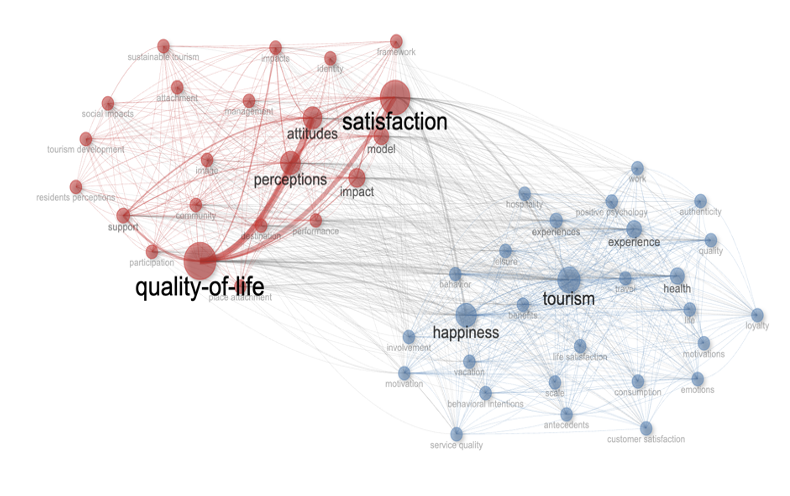 framework
sustainable tourism
impacts
identity
attachment
management
social impacts
satisfaction
attitudes
model
tourism development
image
perceptions
impact
residents perceptions
community
support
destination
performance
participation
quality-of-life
place attachment
work
hospitality
positive psychology
authenticity
experiences
experience
quality
leisure
behavior
travel
health
tourism
benefits
life
loyalty
happiness
involvement
life satisfaction
motivations
vacation
motivation
scale
consumption
emotions
behavioral intentions
antecedents
service quality
customer satisfaction